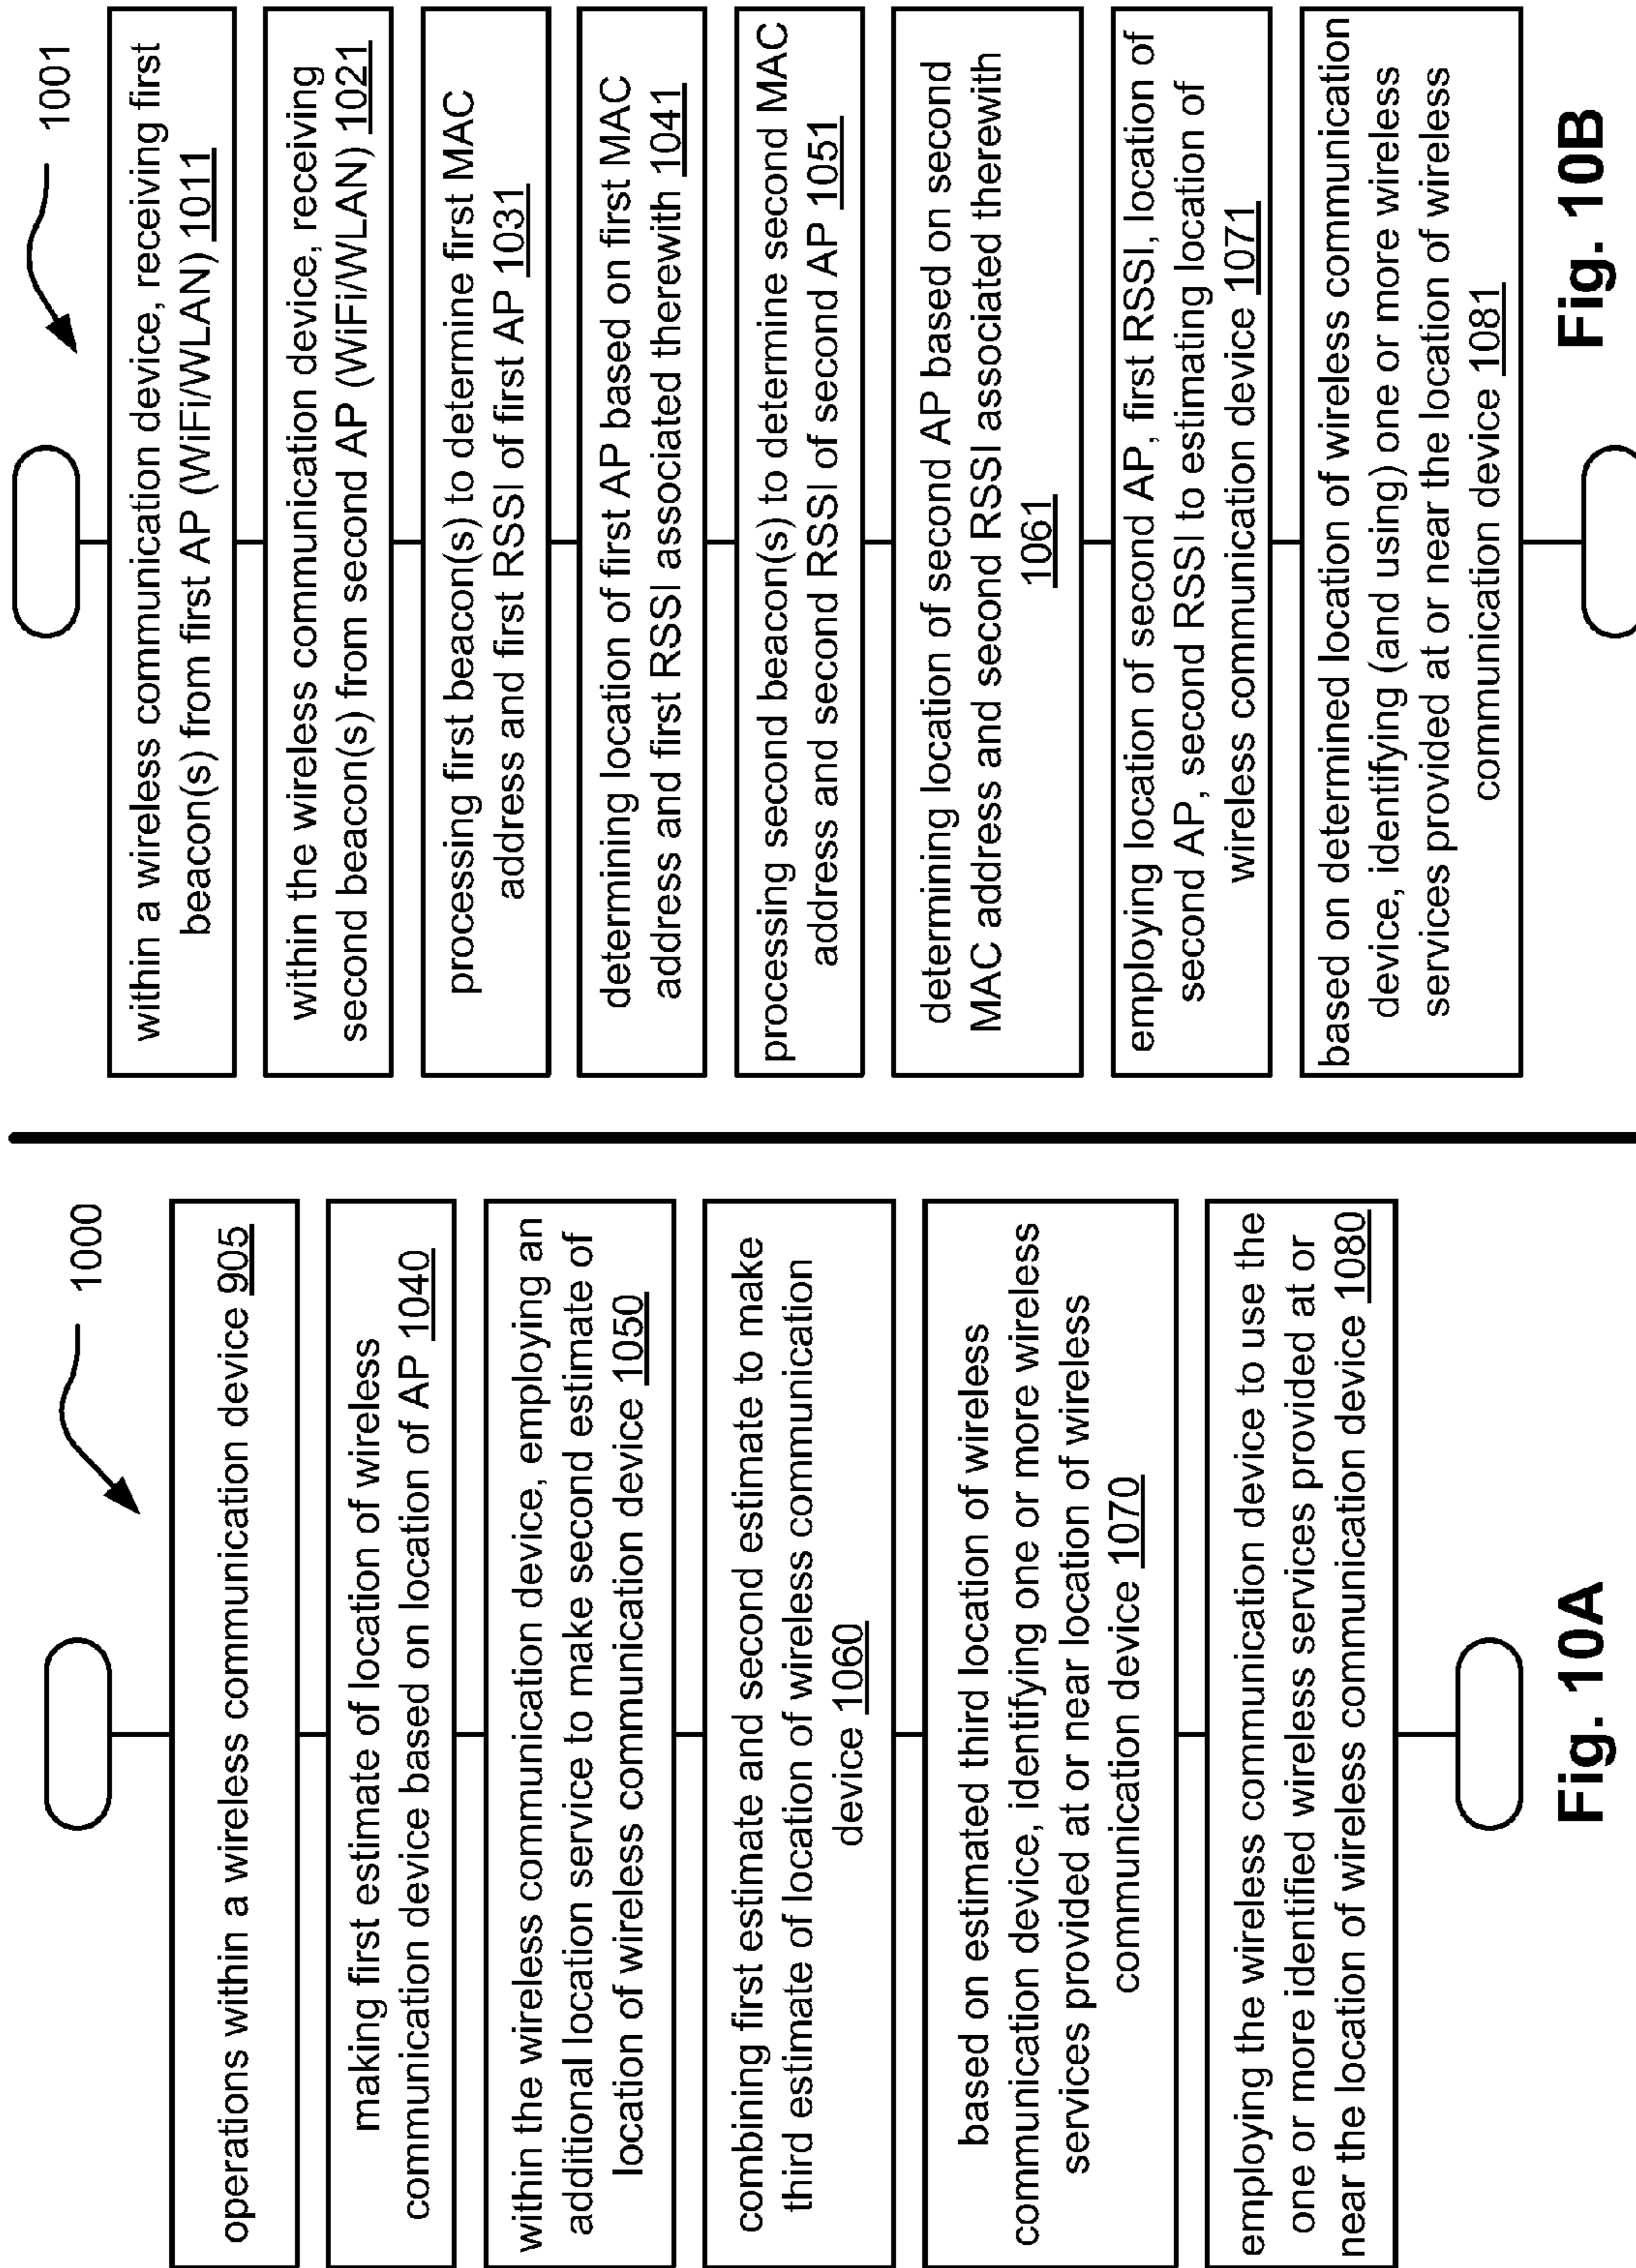 1000
operations within a wireless communication device 905
making first estimate of location of wireless
communication device based on location of AP 1040
within the wireless communication device, employing an
additional location service to make second estimate of
location of wireless communication device 1050
combining first estimate and second estimate to make
third estimate of location of wireless communication
device 1060
based on estimated third location of wireless
communication device, identifying one or more wireless
services provided at or near location of wireless
communication device 1070
employing the wireless communication device to use the
one or more identified wireless services provided at or
near the location of wireless communication device 1080
Fig. 10A
1001
within a wireless communication device, receiving first
beacon(s) from first AP (WiFi/WLAN) 1011
within the wireless communication device, receiving
second beacon(s) from second AP (WiFi/WLAN) 1021
processing first beacon(s) to determine first MAC
address and first RSSI of first AP 1031
determining location of first AP based on first MAC
address and first RSSI associated therewith 1041
processing second beacon(s) to determine second MAC
address and second RSSI of second AP 1051
determining location of second AP based on second
MAC address and second RSSI associated therewith
1061
employing location of second AP, first RSSI, location of
second AP, second RSSI to estimating location of
wireless communication device 1071
based on determined location of wireless communication
device, identifying (and using) one or more wireless
services provided at or near the location of wireless
communication device 1081
Fig. 10B